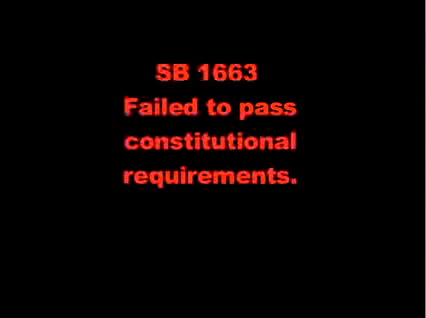 SB 1663
Failed to pass
constitutional
requirements.